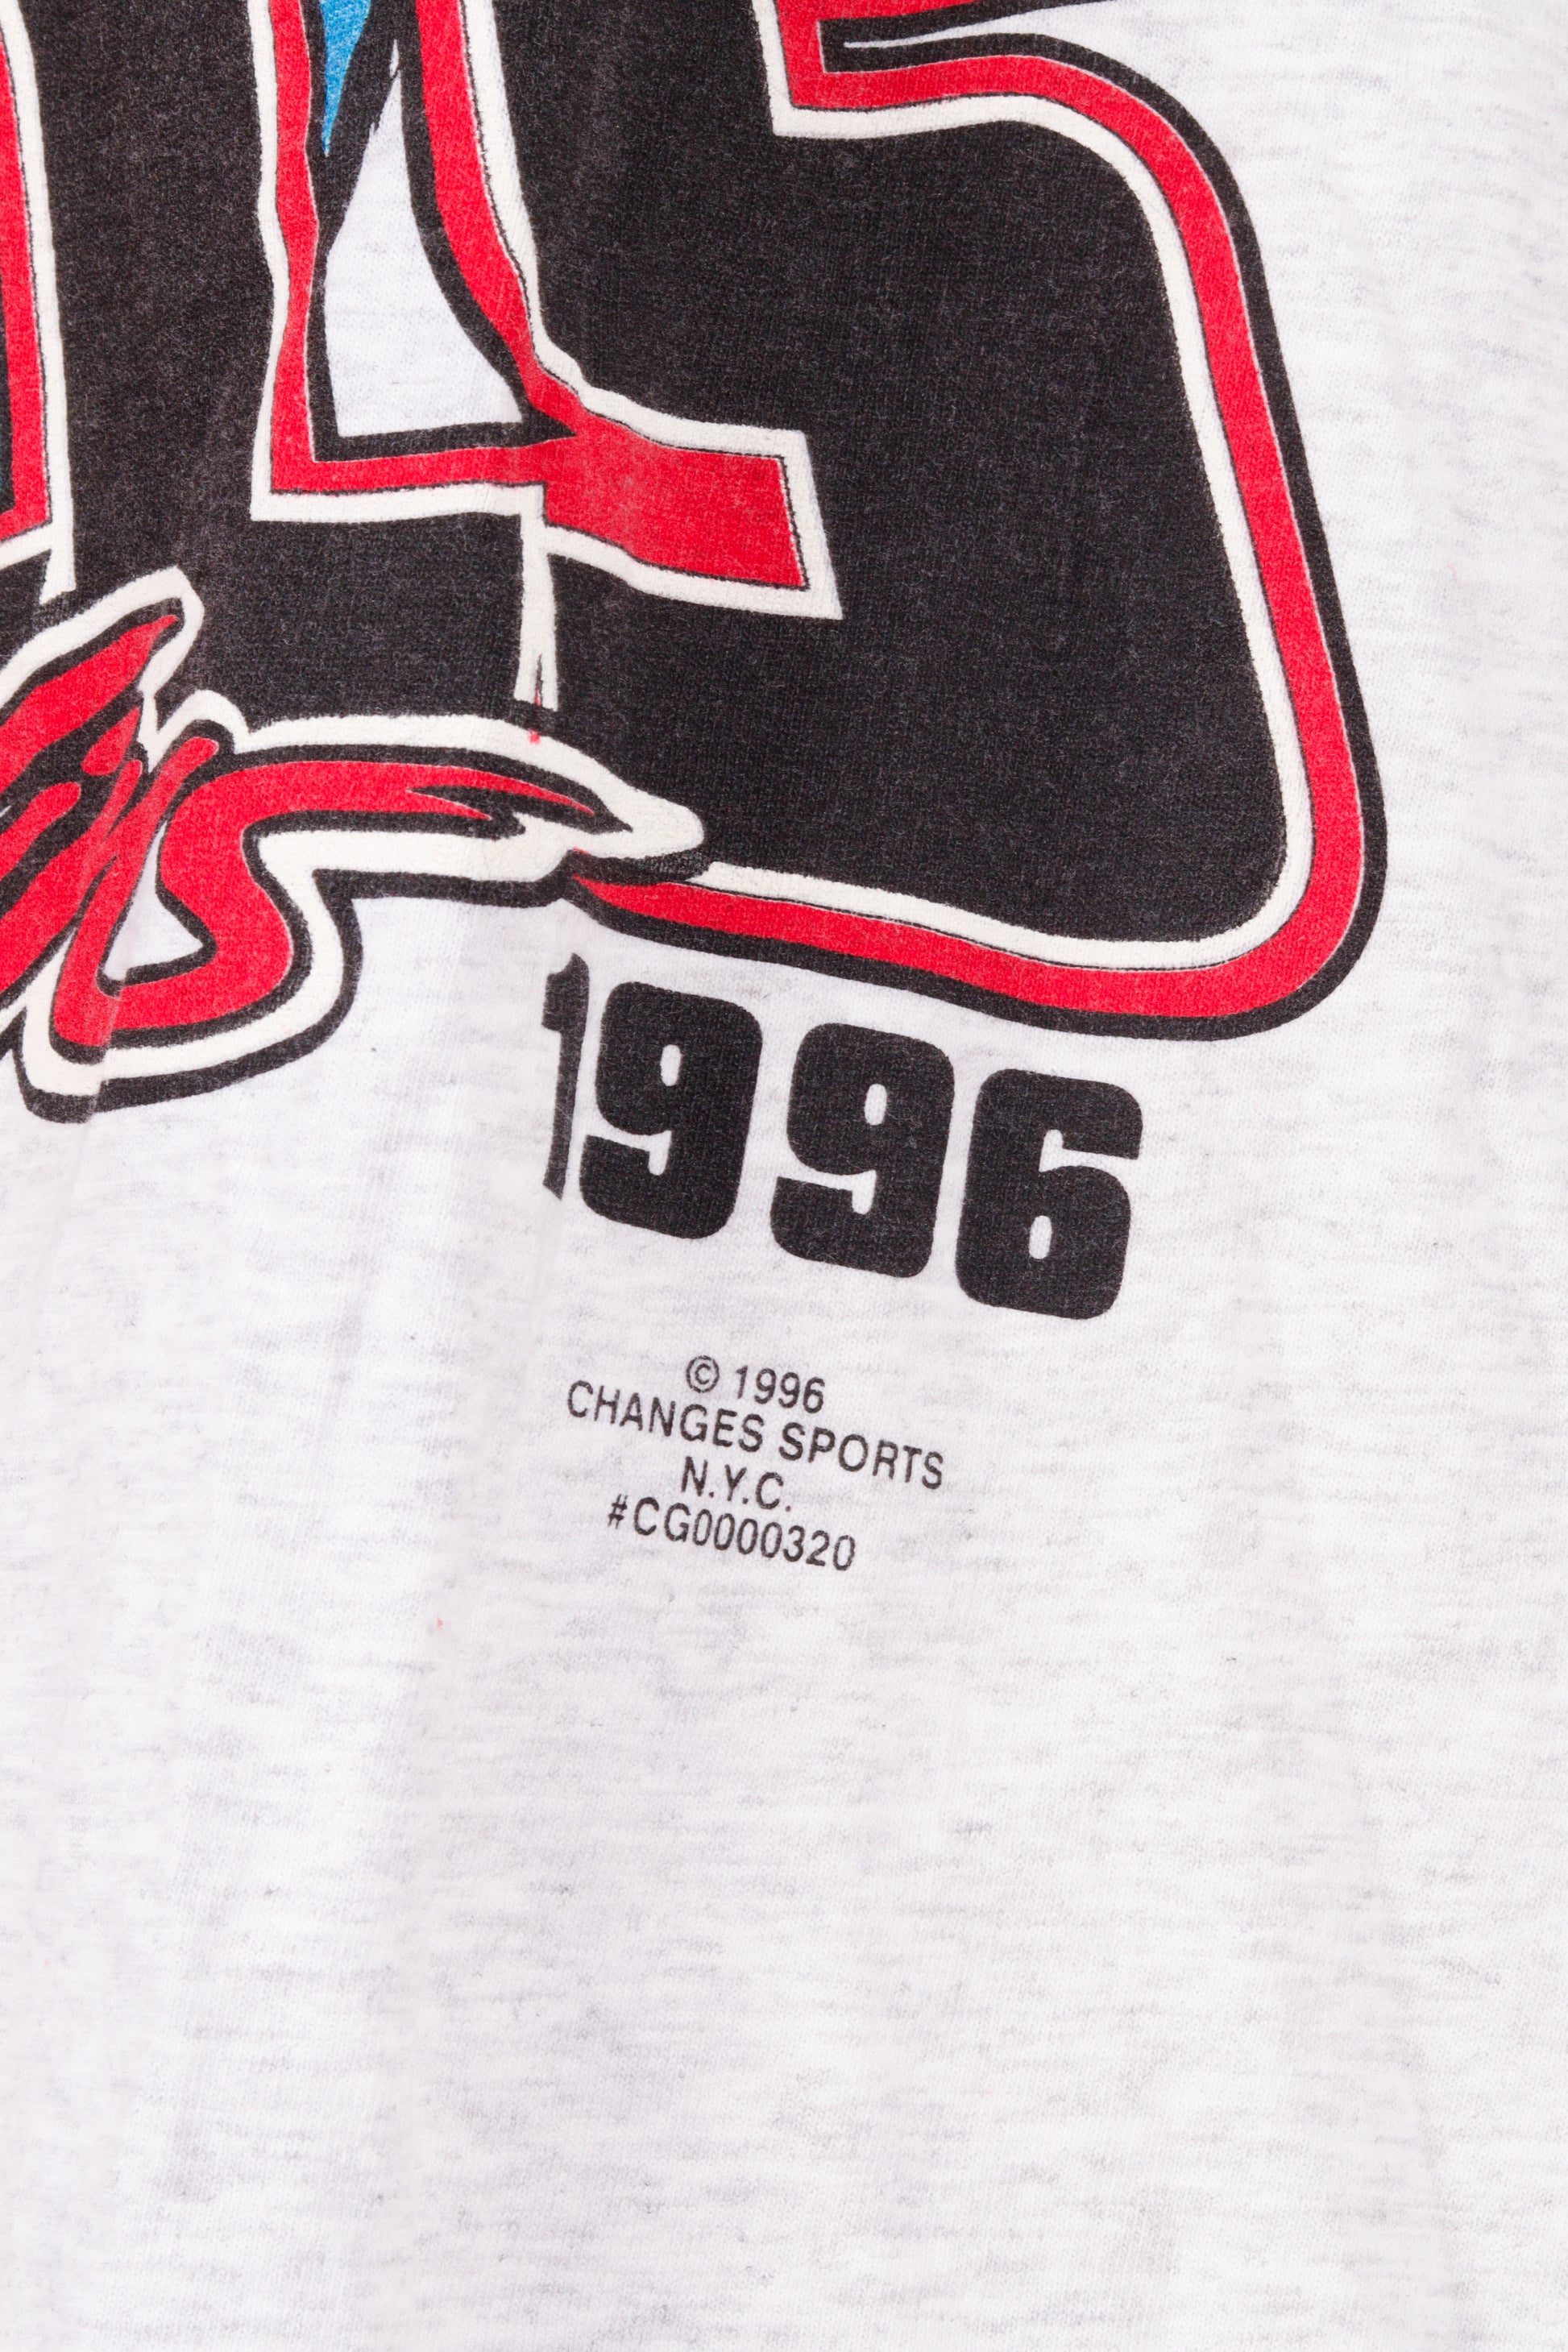 1996
© 1996
CHANGES SPORTS
N.Y.C.
#CG0000320